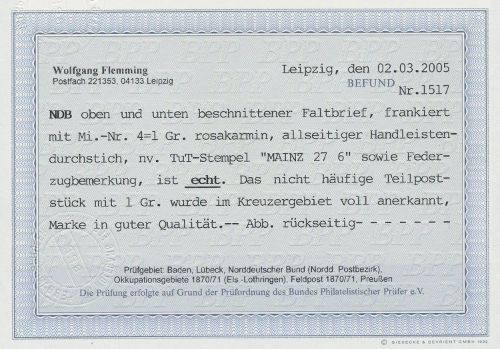 Wolfgang Flemming
Postfach 221353, 04133 Leipzig
Leipzig, den 02.03.2005
BEFUND
Nr.1517
NDB oben und unten beschnittener Faltbrief, frankiert
mit Mi.-Nr. 4=1 Gr. rosakarmin, allseitiger Handleisten-
durchstich, nv. TuT-Stempel "MAINZ 27 6" sowie Feder-
zugbemerkung, ist echt. Das nicht häufige Teilpost-
stück mit 1 Gr. wurde im Kreuzergebiet voll anerkannt,
Marke in guter Qualität.-- Abb. rückseitig- - - - - - -
Prüfgebiet: Baden, Lübeck, Norddeutscher Bund (Nordd. Postbezirk),
Okkupationsgebiete 1870/71 (Els.-Lothringen). Feldpost 1870/71, Preußen
Die Prüfung erfolgte auf Grund der Prüfordnung des Bundes Philatelistischer Prüfer e.V.
© GIESECKE & DEVRIENT GMBH 1992